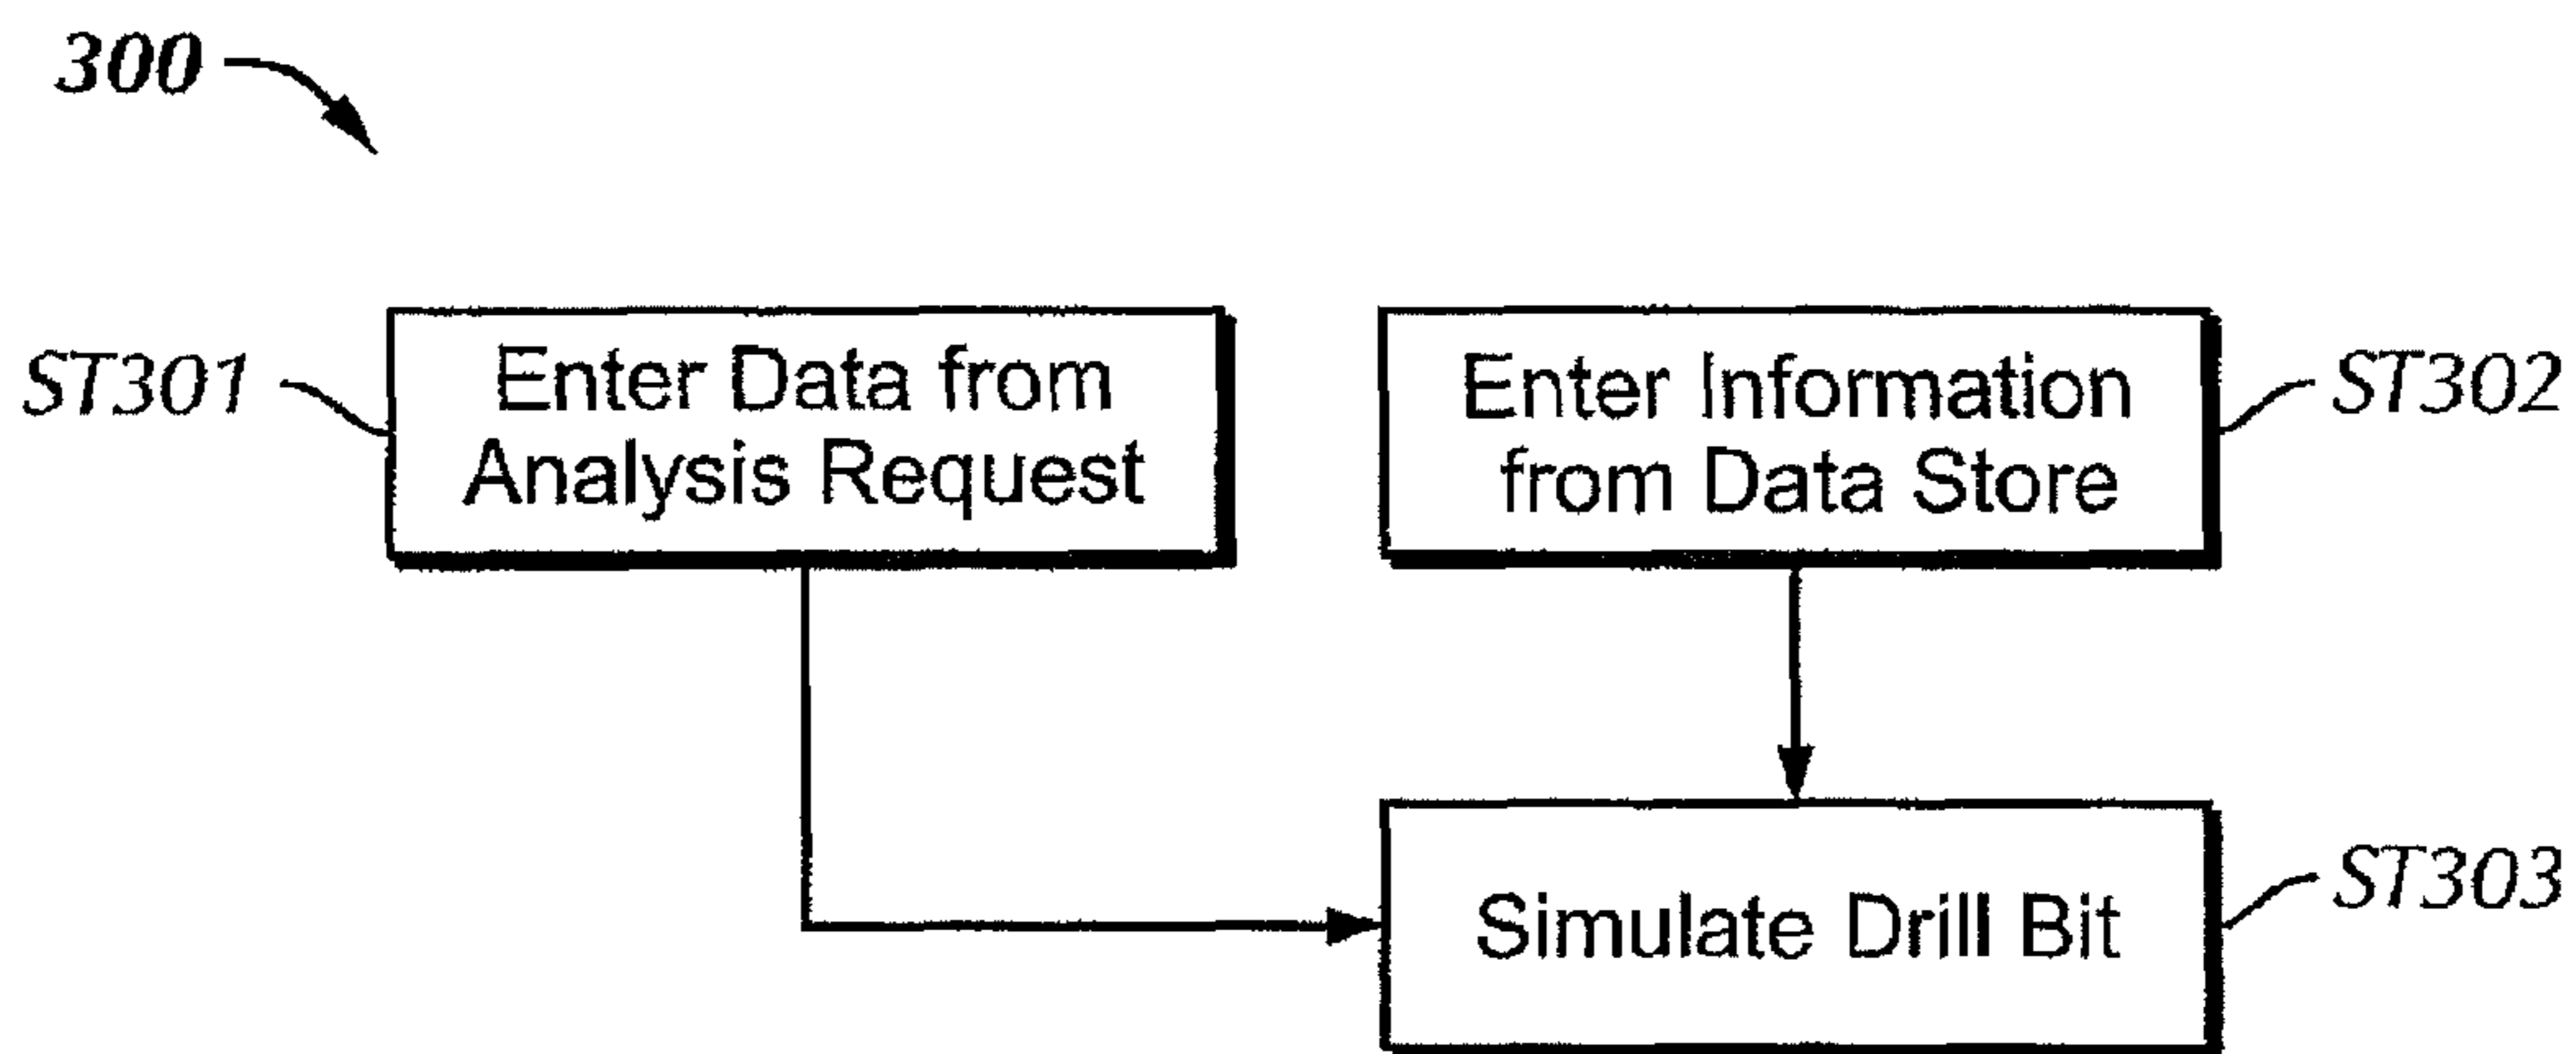 300
ST301
Enter Data from
Analysis Request
Enter Information
from Data Store
ST302
Simulate Drill Bit
ST303